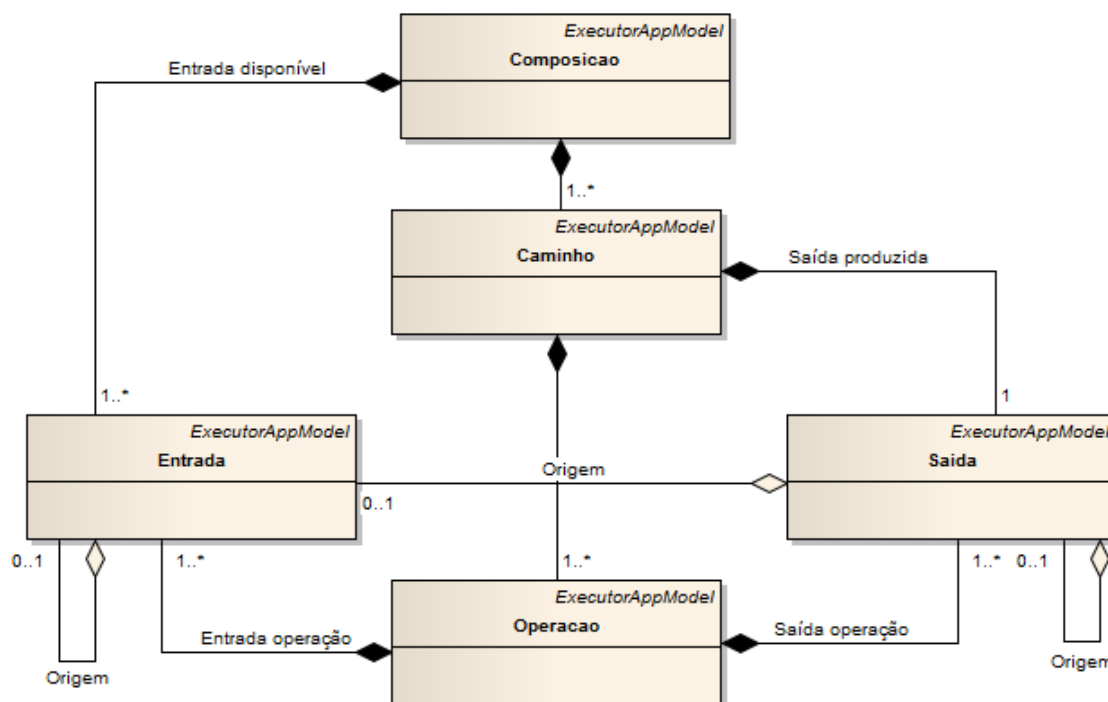 ExecutorAppModel
Composicao
Entrada disponível
1..*
ExecutorAppModel
Caminho
Saída produzida
1..*
1
ExecutorAppModel
Entrada
ExecutorAppModel
Saida
Origem
0..1
0..1
1..*
1..*
1..*
0..1
ExecutorAppModel
Operacao
Entrada operação
Saída operação
Origem
Origem